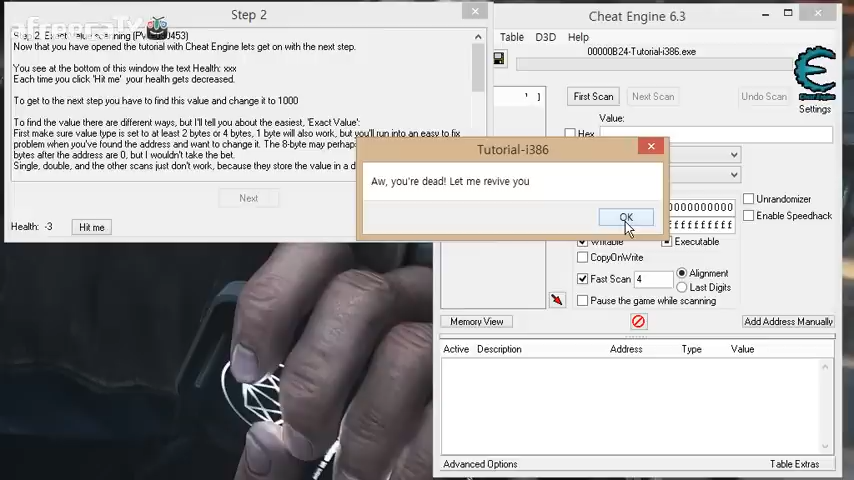 afreecaTV
Step 2
Now that you have opened the tutorial with Cheat Engine lets get on with the next step.
You see at the bottom of this window the text Health: xxx
Each time you click 'Hit me' your health gets decreased.
To get to the next step you have to find this value and change it to 1000
To find the value there are different ways, but I'll tell you about the easiest, 'Exact Value':
First make sure value type is set to at least 2 bytes or 4 bytes, 1 byte will also work, but you'll run into an easy to fix
problem when you've found the address and want to change it. The 8-byte may perhaps
bytes after the address are 0, but I wouldn't take the bet.
Single, double, and the other scans just don't work, because they store the value in a d
Next
Health: -3
Hit me
Tutorial-i386
Aw, you're dead! Let me revive you
OK
Cheat Engine 6.3
Table D3D Help
00000B24-Tutorial-i386.exe
First Scan Next Scan Undo Scan
Cheat Engine
Settings
Value:
Hex
Unrandomizer
Enable Speedhack
Writable Executable
CopyOnWrite
Fast Scan 4 Alignment
Last Digits
Pause the game while scanning
Memory View Add Address Manually
Active Description Address Type Value
Advanced Options Table Extras